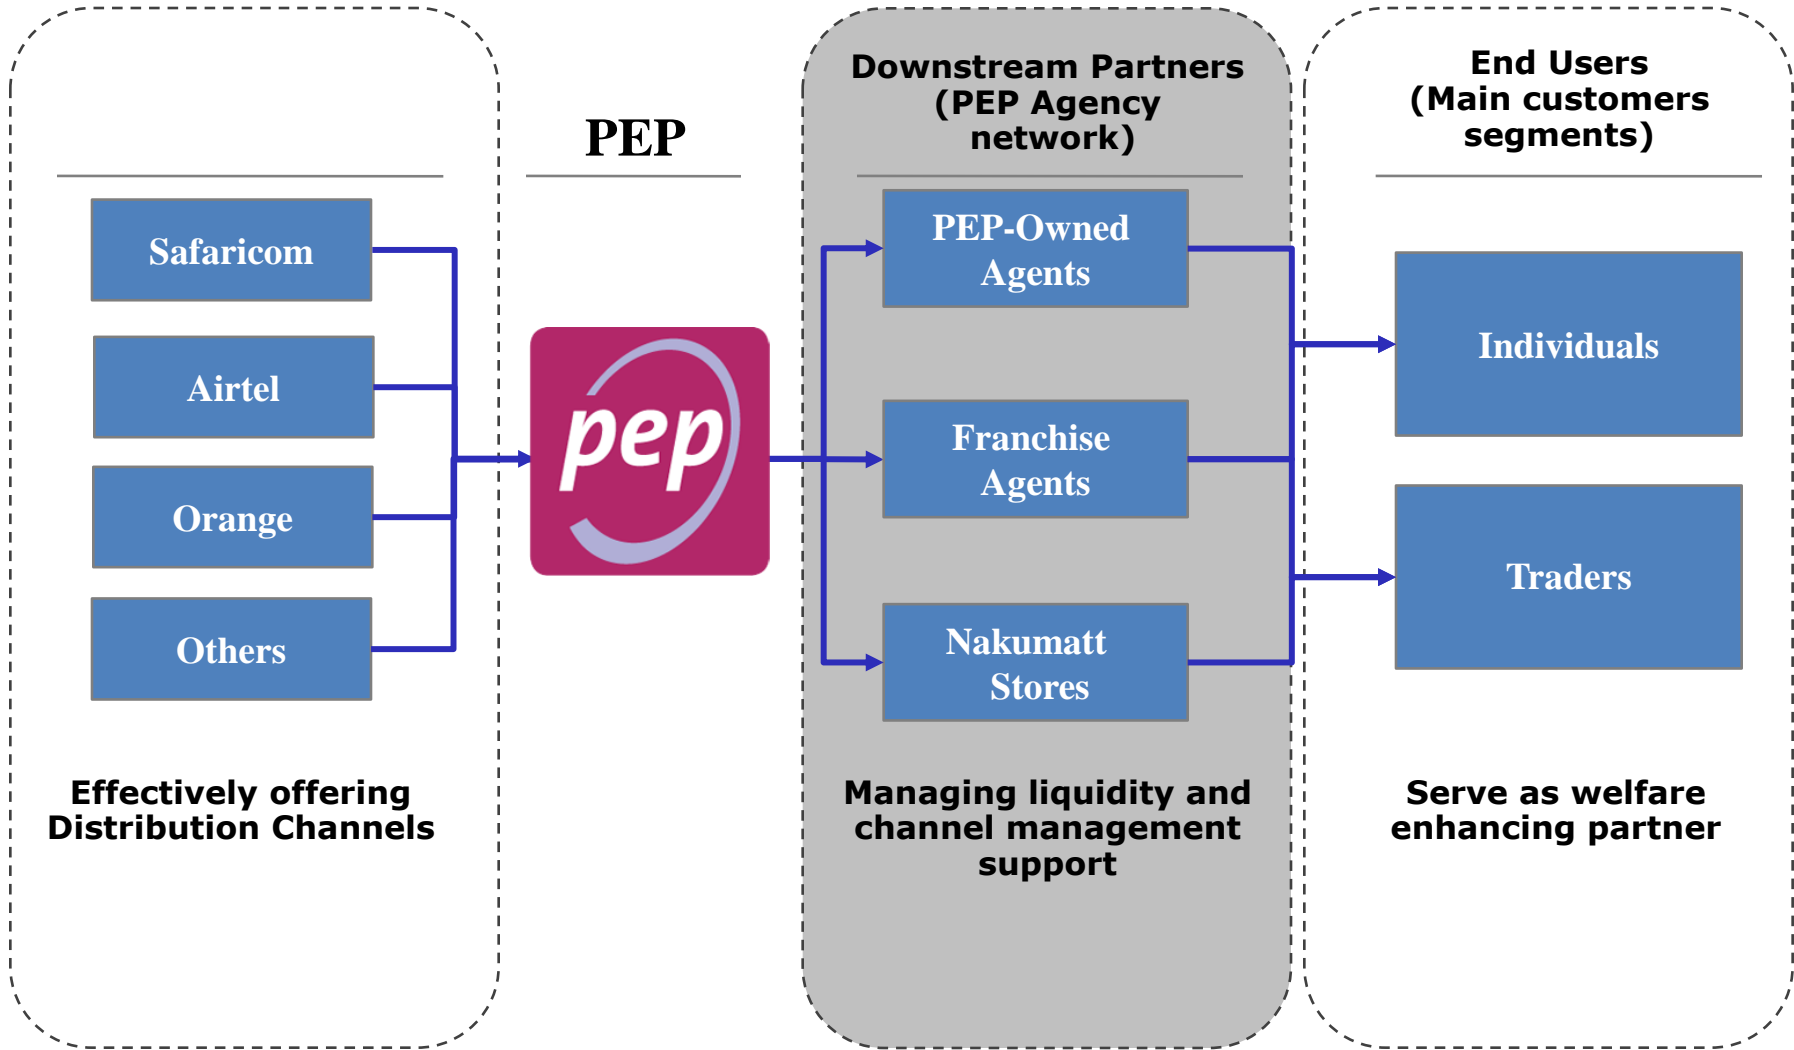 Safaricom
Airtel
Orange
Others
Effectively offering
Distribution Channels
PEP
pep
Downstream Partners
(PEP Agency
network)
PEP-Owned
Agents
Franchise
Agents
Nakumatt
Stores
Managing liquidity and
channel management
support
End Users
(Main customers
segments)
Individuals
Traders
Serve as welfare
enhancing partner